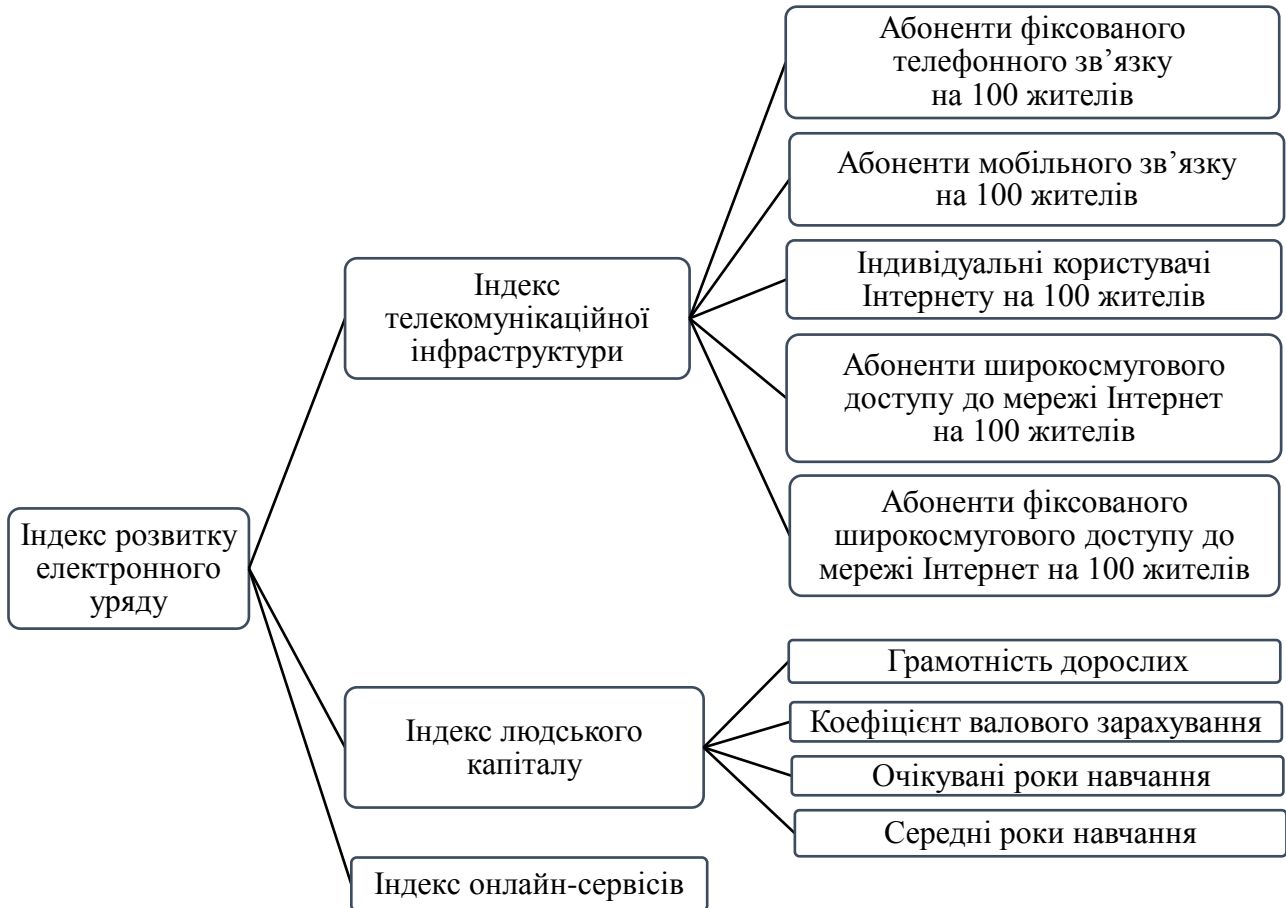 Індекс розвитку
електронного
уряду
Індекс
телекомунікаційної
інфраструктури
Абоненти фіксованого
телефонного зв’язку
на 100 жителів
Абоненти мобільного зв’язку
на 100 жителів
Індивідуальні користувачі
Інтернету на 100 жителів
Абоненти широкосмугового
доступу до мережі Інтернет
на 100 жителів
Абоненти фіксованого
широкосмугового доступу до
мережі Інтернет на 100 жителів
Індекс людського
капіталу
Грамотність дорослих
Коефіцієнт валового зарахування
Очікувані роки навчання
Середні роки навчання
Індекс онлайн-сервісів